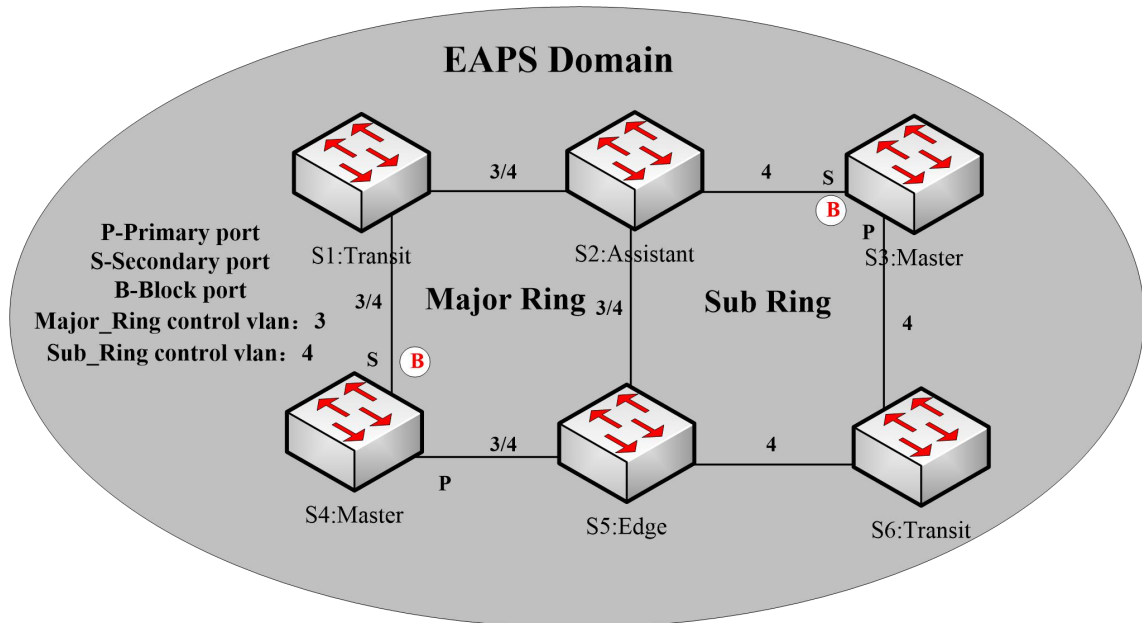 EAPS Domain
3/4
4
S
B
P
S1:Transit
S2:Assistant
S3:Master
P-Primary port
S-Secondary port
B-Block port
Major_Ring control vlan：3
Sub_Ring control vlan：4
3/4
Major Ring
3/4
Sub Ring
4
S
B
3/4
P
4
S4:Master
S5:Edge
S6:Transit